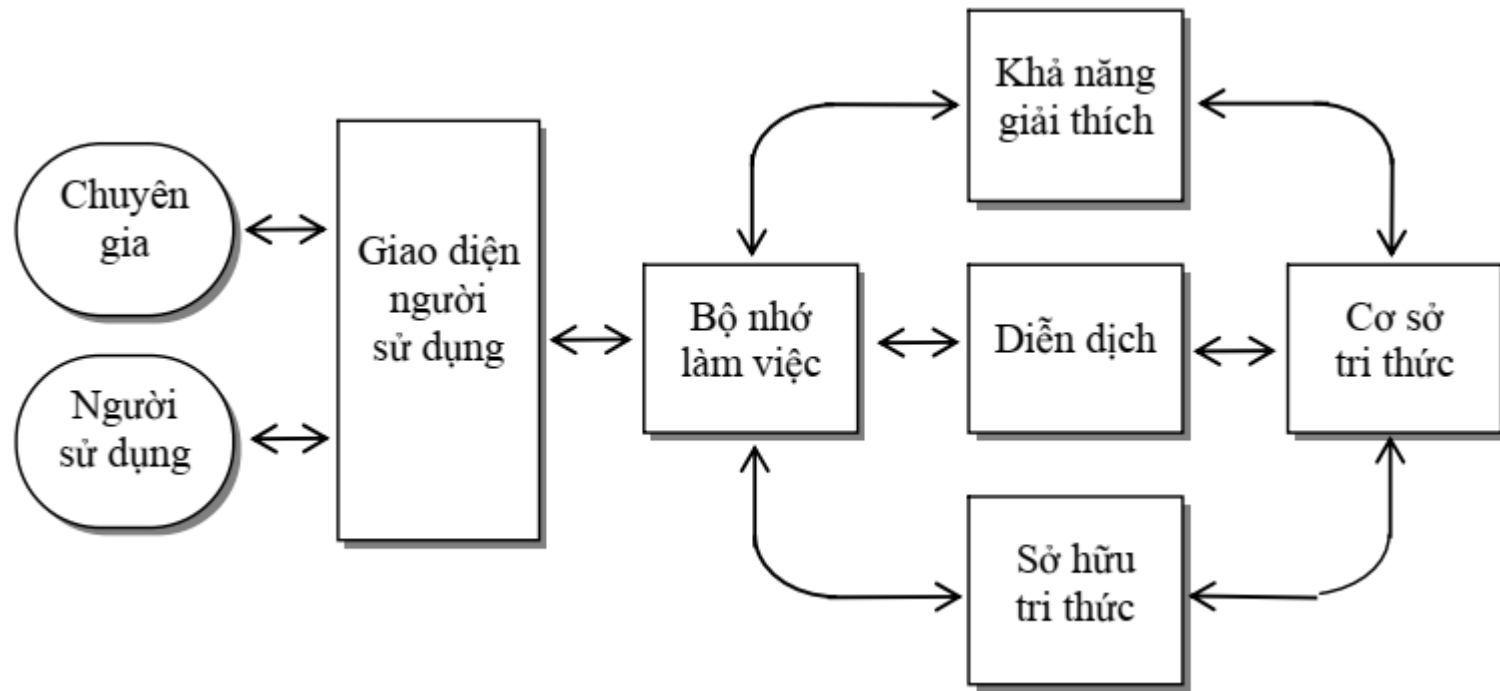 Chuyên
gia
Người
sử dụng
Giao diện
người
sử dụng
Bộ nhớ
làm việc
Khả năng
giải thích
Diễn dịch
Sở hữu
tri thức
Cơ sở
tri thức